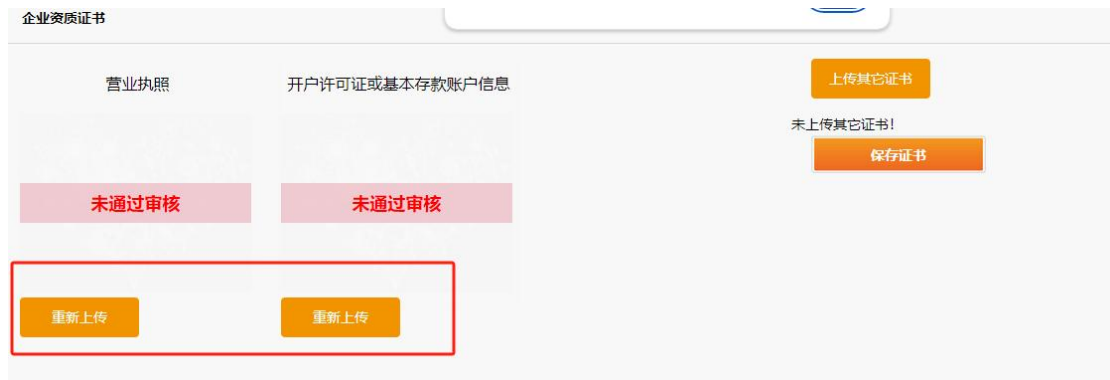 企业资质证书
营业执照 开户许可证或基本存款账户信息 上传其它证书
未上传其它证书!
保存证书
未通过审核 未通过审核
重新上传 重新上传